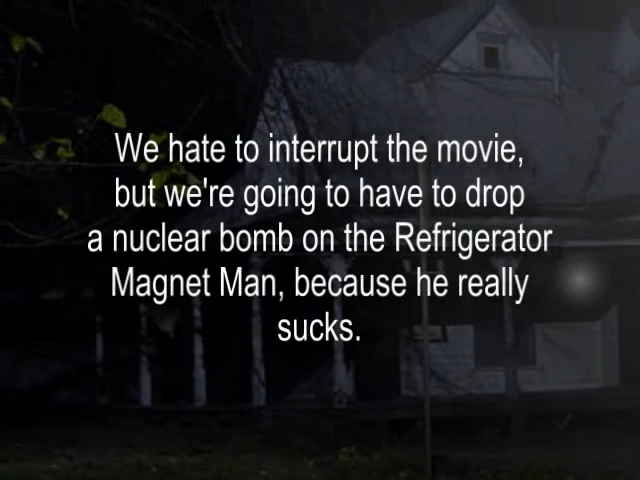 We hate to interrupt the movie,
but we're going to have to drop
a nuclear bomb on the Refrigerator
Magnet Man, because he really
sucks.